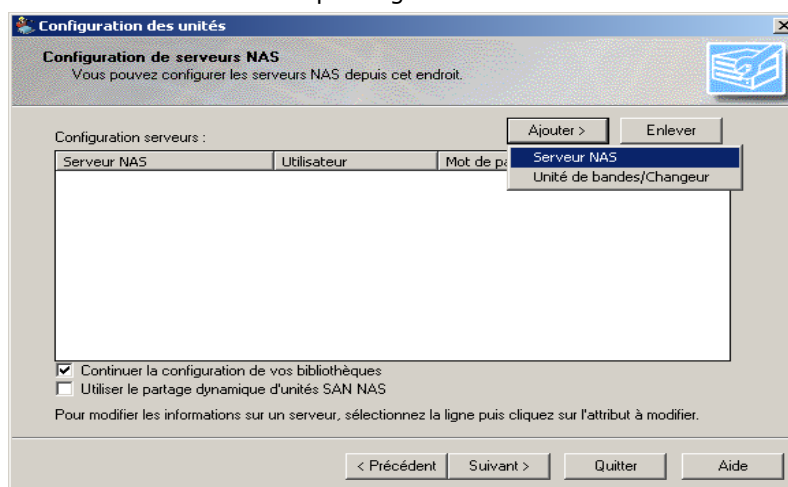 Configuration des unités
Configuration de serveurs NAS
Vous pouvez configurer les serveurs NAS depuis cet endroit.
Ajouter > Enlever
Configuration serveurs :
Serveur NAS Utilisateur Mot de
Serveur NAS
Unité de bandes/Changeur
Continuer la configuration de vos bibliothèques
Utiliser le partage dynamique d'unités SAN NAS
Pour modifier les informations sur un serveur, sélectionnez la ligne puis cliquez sur l'attribut à modifier.
< Précédent Suivant > Quitter Aide